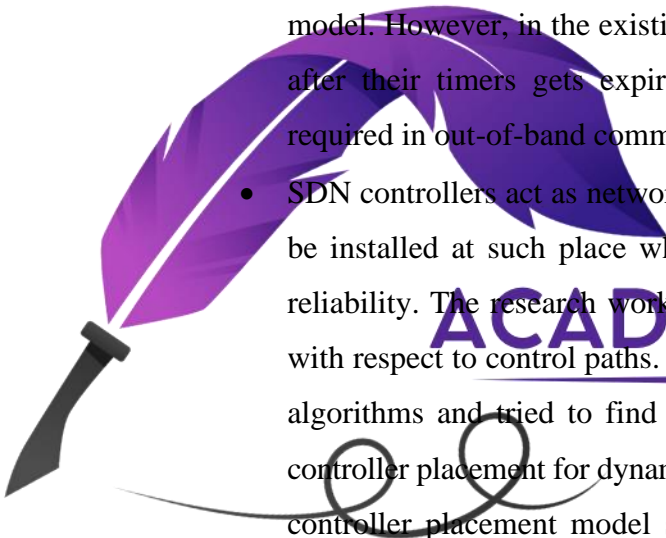 model. However, in the existi
after their timers gets expir
required in out-of-band comm
• SDN controllers act as networ
be installed at such place wh
reliability. The research work
ACAD
with respect to control paths.
algorithms and tried to find
controller placement for dynam
controller placement model